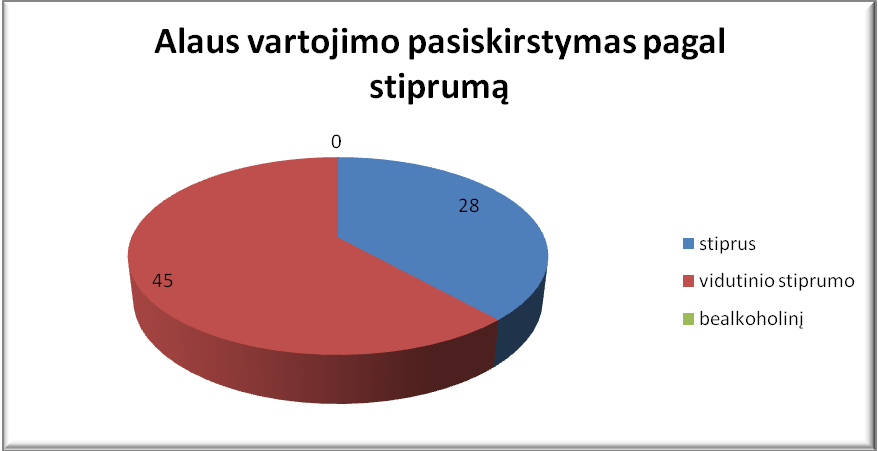 Alaus vartojimo pasiskirstymas pagal
stiprumą
0
28
45
stiprus
vidutinio stiprumo
bealkoholinį